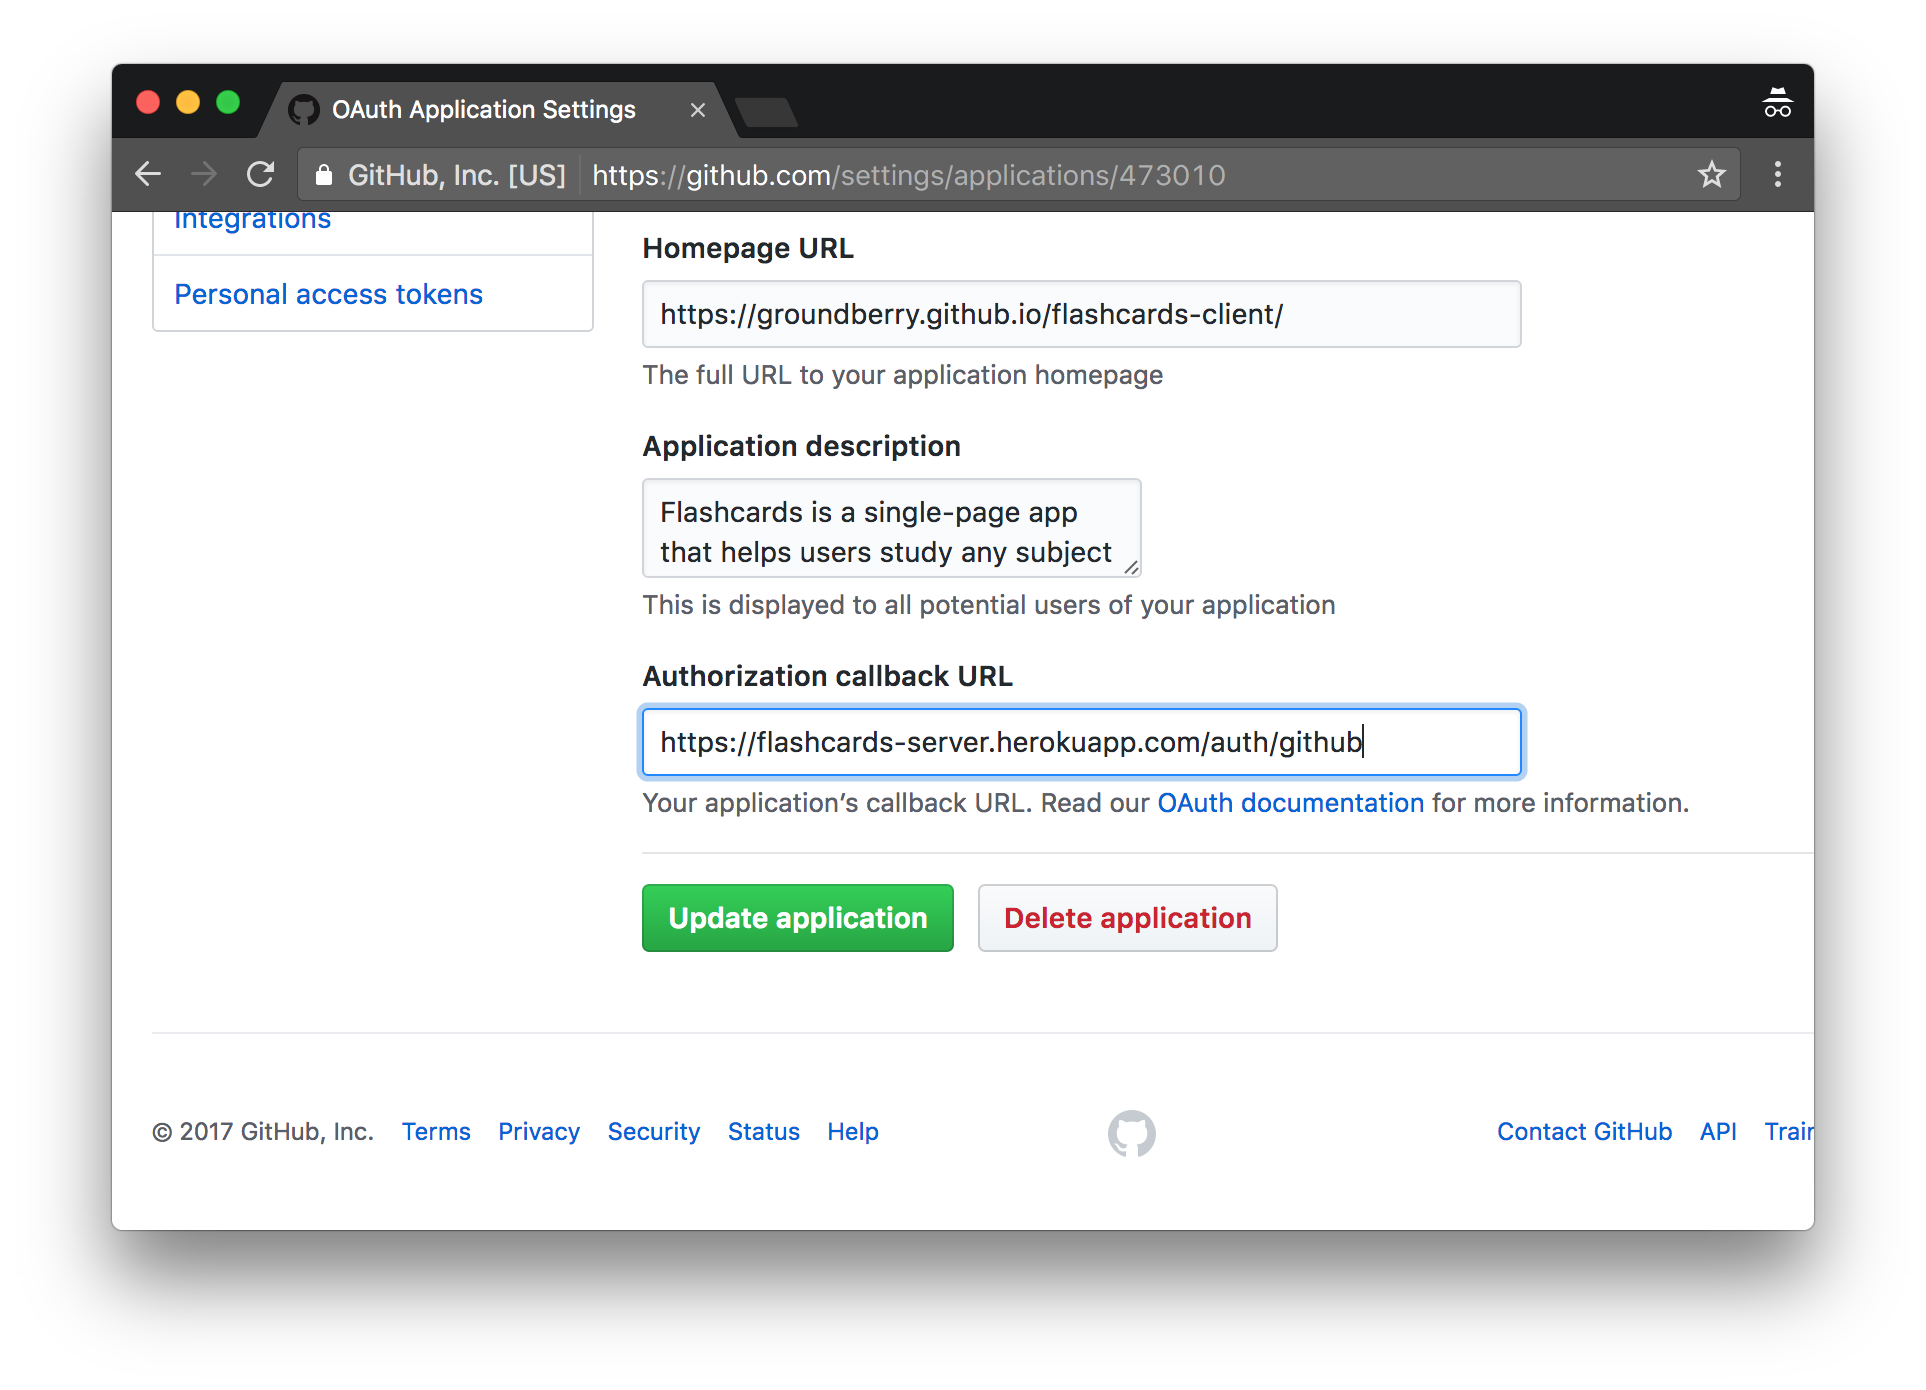 OAuth Application Settings
GitHub, Inc. [US] https://github.com/settings/applications/473010
Integrations
Personal access tokens
Homepage URL
https://groundberry.github.io/flashcards-client/
The full URL to your application homepage
Application description
Flashcards is a single-page app
that helps users study any subject
This is displayed to all potential users of your application
Authorization callback URL
https://flashcards-server.herokuapp.com/auth/github
Your application’s callback URL. Read our OAuth documentation for more information.
Update application Delete application
© 2017 GitHub, Inc. Terms Privacy Security Status Help Contact GitHub API